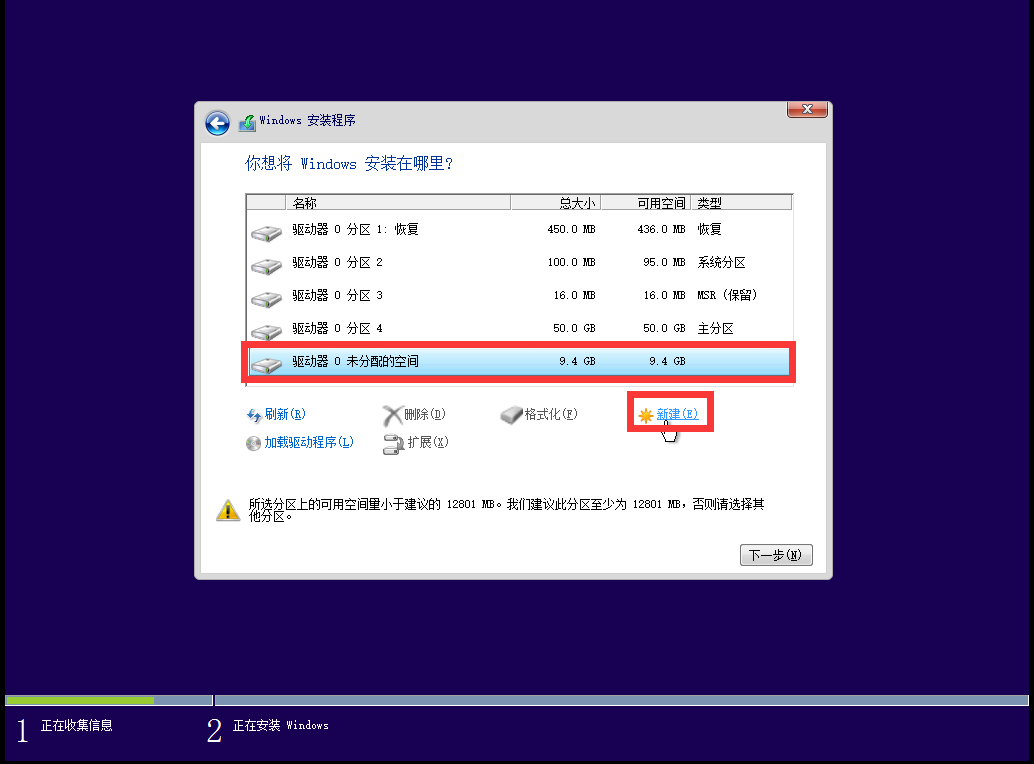 Windows 安装程序
你想将 Windows 安装在哪里?
名称 总大小 可用空间 类型
驱动器 0 分区 1: 恢复 450.0 MB 436.0 MB 恢复
驱动器 0 分区 2 100.0 MB 95.0 MB 系统分区
驱动器 0 分区 3 16.0 MB 16.0 MB MSR (保留)
驱动器 0 分区 4 50.0 GB 50.0 GB 主分区
驱动器 0 未分配的空间 9.4 GB 9.4 GB
刷新(R) 删除(D) 格式化(F) 新建(E)
加载驱动程序(L) 扩展(X)
所选分区上的可用空间量小于建议的 12801 MB。我们建议此分区至少为 12801 MB,否则请选择其
他分区。
下一步(N)
1 正在收集信息 2 正在安装 Windows